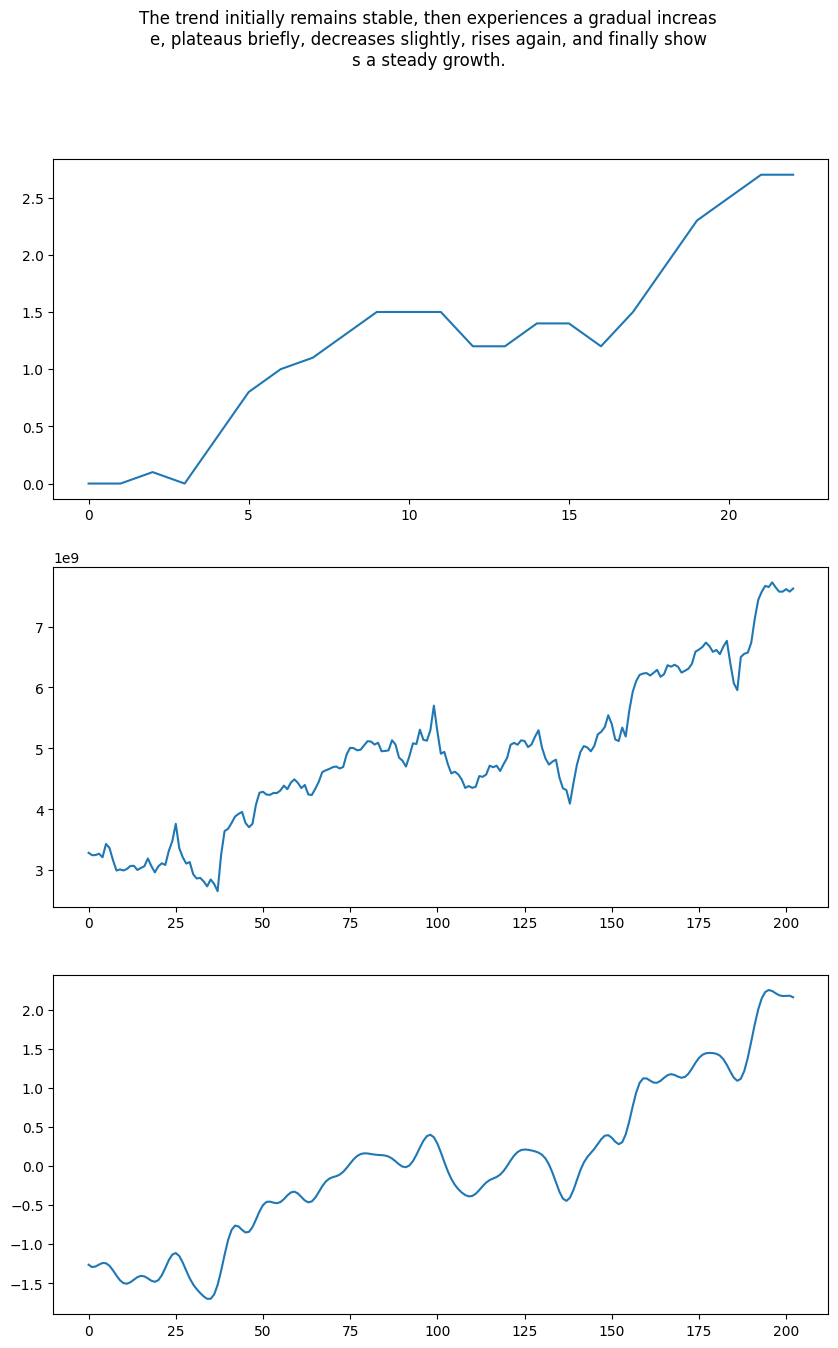 The trend initially remains stable, then experiences a gradual increas
e, plateaus briefly, decreases slightly, rises again, and finally show
s a steady growth.
2.5
2.0
1.5
1.0
0.5
0.0
0 5 10 15 20
1e9
7
6
5
4
3
0 25 50 75 100 125 150 175 200
2.0
1.5
1.0
0.5
0.0
−0.5
−1.0
−1.5
0 25 50 75 100 125 150 175 200